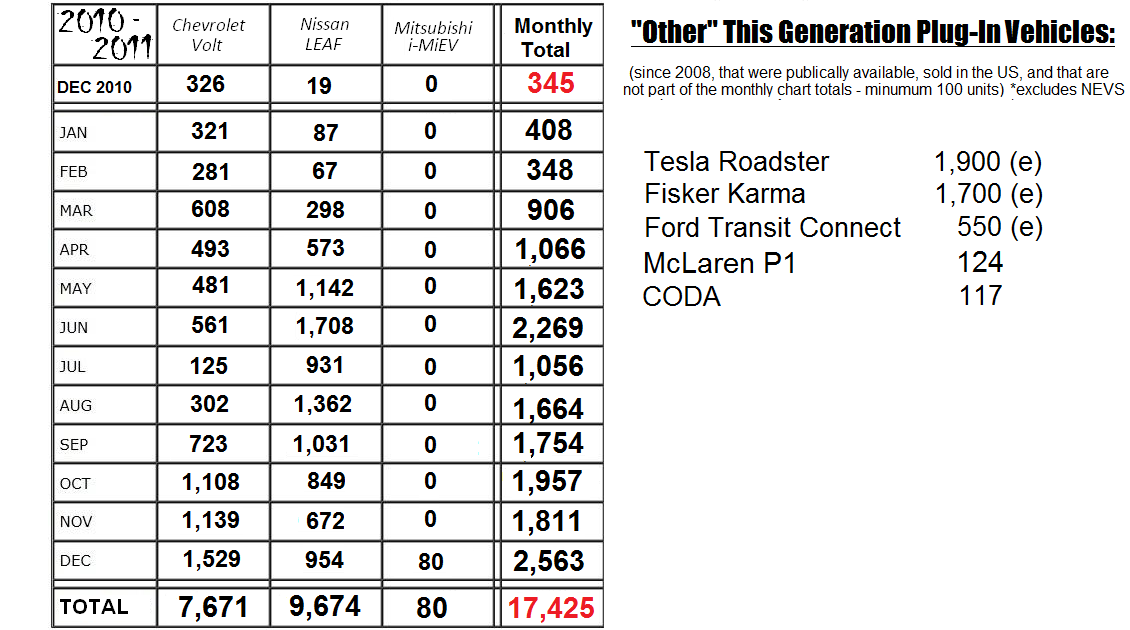 2010 -
2011
Chevrolet
Volt
Nissan
LEAF
Mitsubishi
i-MiEV
Monthly
Total
DEC 2010 326 19 0 345
JAN 321 87 0 408
FEB 281 67 0 348
MAR 608 298 0 906
APR 493 573 0 1,066
MAY 481 1,142 0 1,623
JUN 561 1,708 0 2,269
JUL 125 931 0 1,056
AUG 302 1,362 0 1,664
SEP 723 1,031 0 1,754
OCT 1,108 849 0 1,957
NOV 1,139 672 0 1,811
DEC 1,529 954 80 2,563
TOTAL 7,671 9,674 80 17,425
"Other" This Generation Plug-In Vehicles:
(since 2008, that were publically available, sold in the US, and that are
not part of the monthly chart totals - minumum 100 units) *excludes NEVS
Tesla Roadster 1,900 (e)
Fisker Karma 1,700 (e)
Ford Transit Connect 550 (e)
McLaren P1 124
CODA 117